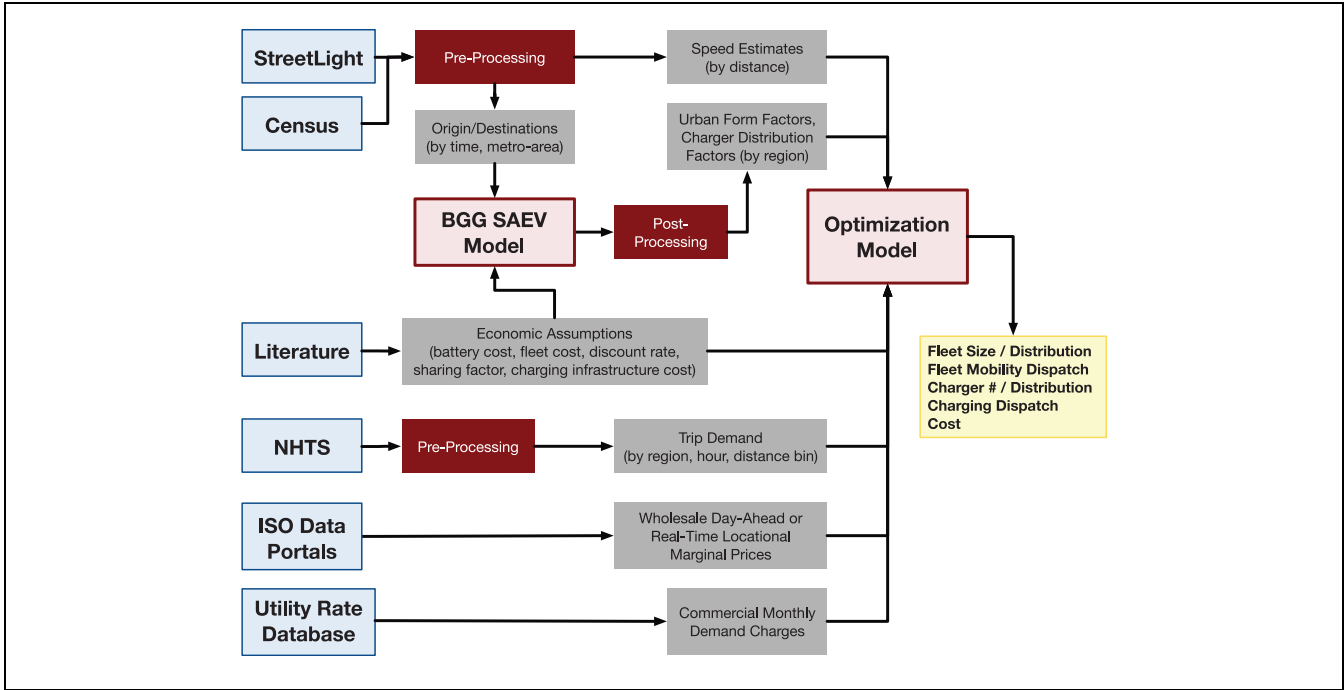 StreetLight
Pre-Processing
Speed Estimates
(by distance)
Census
Origin/Destinations
(by time, metro-area)
Urban Form Factors,
Charger Distribution
Factors (by region)
BGG SAEV
Model
Post-
Processing
Optimization
Model
Literature
Economic Assumptions
(battery cost, fleet cost, discount rate,
sharing factor, charging infrastructure cost)
Fleet Size / Distribution
Fleet Mobility Dispatch
Charger # / Distribution
Charging Dispatch
Cost
NHTS
Pre-Processing
Trip Demand
(by region, hour, distance bin)
ISO Data
Portals
Wholesale Day-Ahead or
Real-Time Locational
Marginal Prices
Utility Rate
Database
Commercial Monthly
Demand Charges